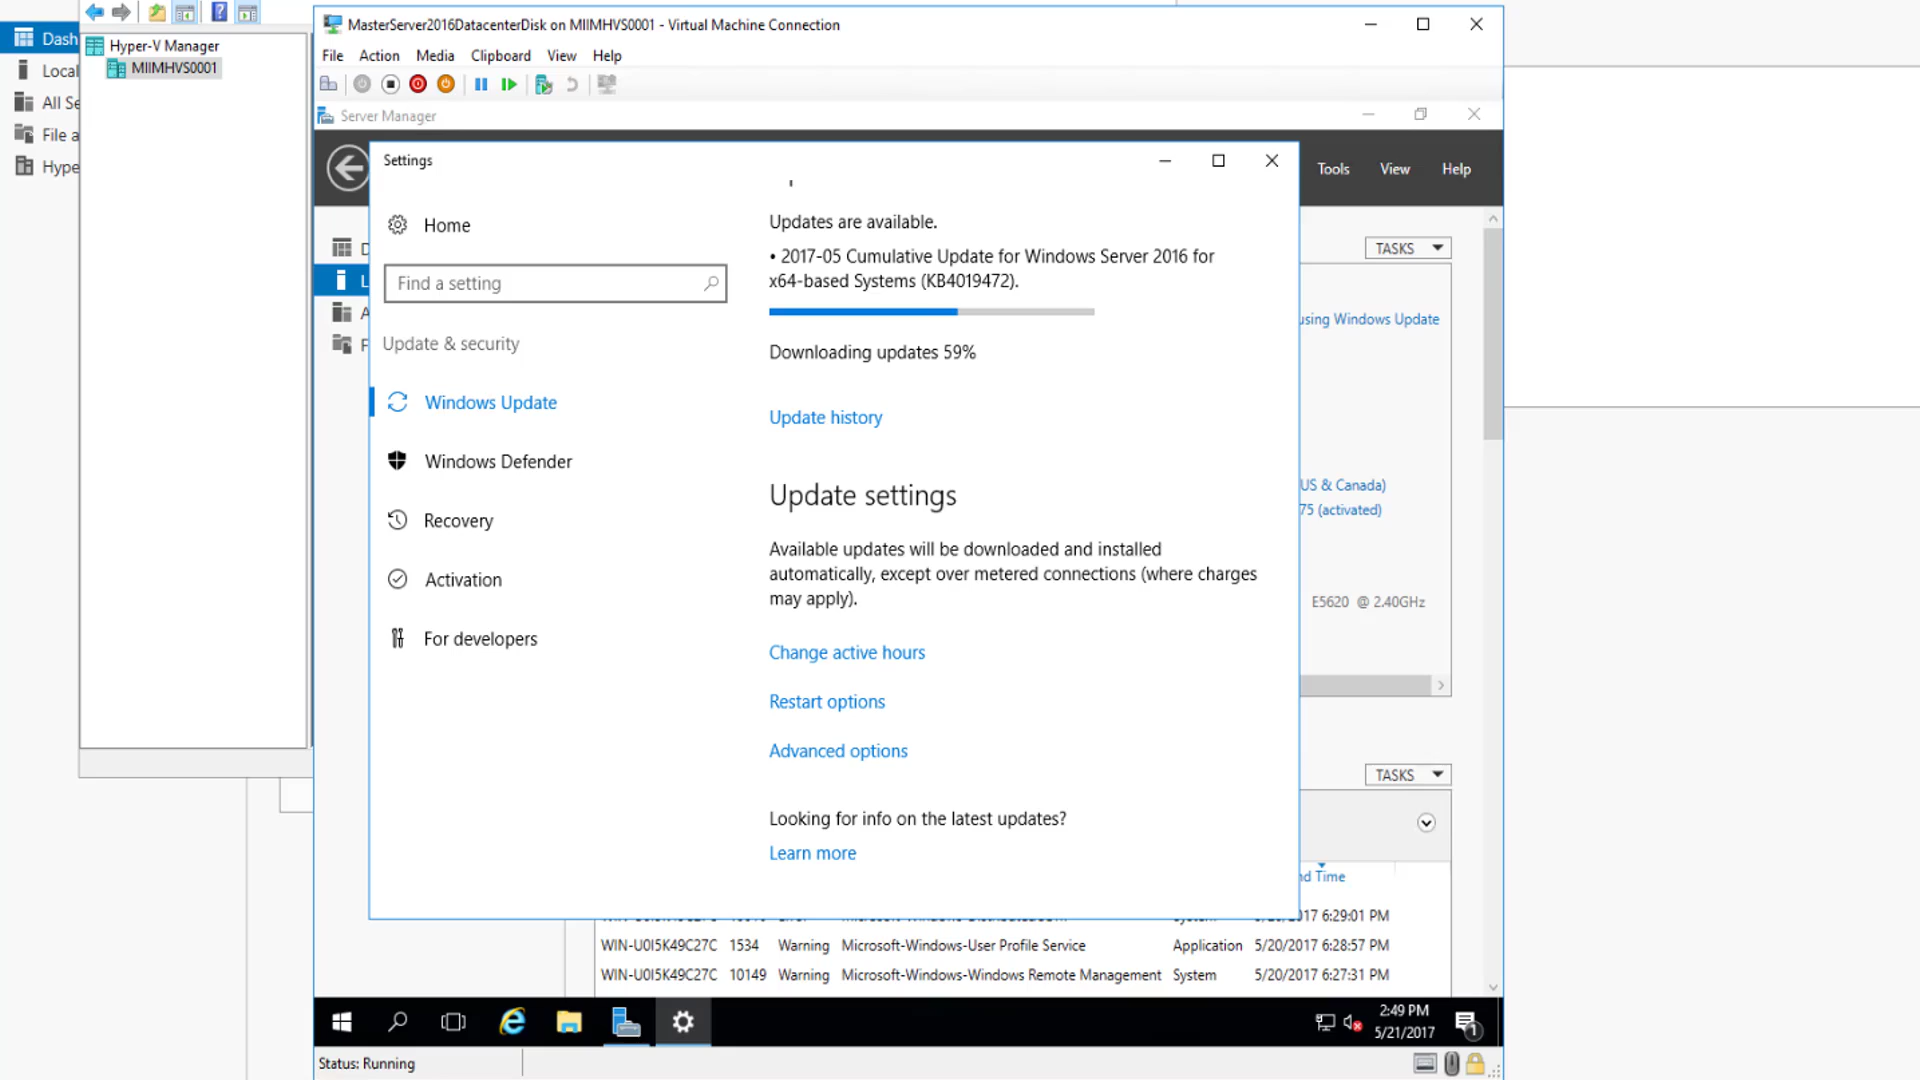 Dash
Local
All Se
File a
Hype
Hyper-V Manager
MIIMHVS0001
MasterServer2016DatacenterDisk on MIIMHVS0001 - Virtual Machine Connection
File Action Media Clipboard View Help
Server Manager
Tools View Help
Settings
Home
Find a setting
Update & security
Windows Update
Windows Defender
Recovery
Activation
For developers
Updates are available.
• 2017-05 Cumulative Update for Windows Server 2016 for
x64-based Systems (KB4019472).
Downloading updates 59%
Update history
Update settings
Available updates will be downloaded and installed
automatically, except over metered connections (where charges
may apply).
Change active hours
Restart options
Advanced options
Looking for info on the latest updates?
Learn more
TASKS
using Windows Update
US & Canada)
75 (activated)
E5620 @ 2.40GHz
TASKS
nd Time
17 6:29:01 PM
WIN-U0I5K49C27C 1534 Warning Microsoft-Windows-User Profile Service Application 5/20/2017 6:28:57 PM
WIN-U0I5K49C27C 10149 Warning Microsoft-Windows-Windows Remote Management System 5/20/2017 6:27:31 PM
2:49 PM
5/21/2017
1
Status: Running